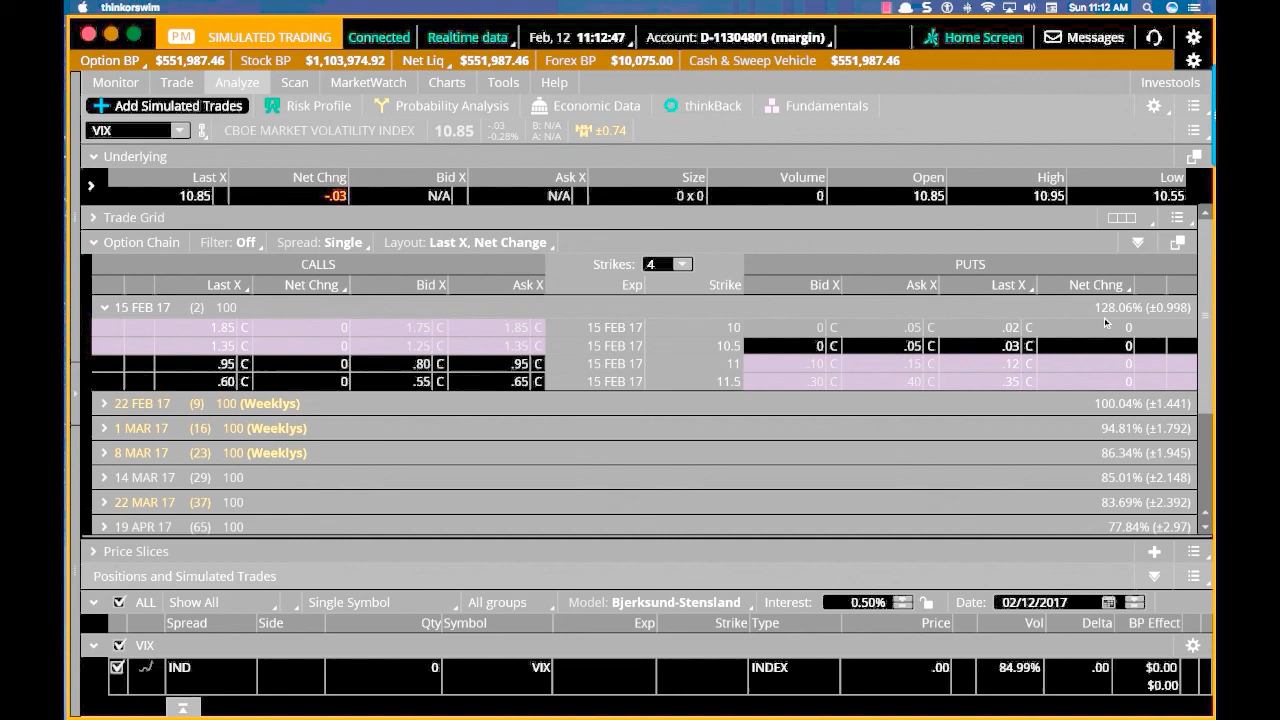 thinkorswim Sun 11:12 AM
PM SIMULATED TRADING Connected Realtime data Feb, 12 11:12:47 Account: D-11304801 (margin) Home Screen Messages
Option BP $551,987.46 Stock BP $1,103,974.92 Net Liq $551,987.46 Forex BP $10,075.00 Cash & Sweep Vehicle $551,987.46
Monitor Trade Analyze Scan MarketWatch Charts Tools Help Investools
Add Simulated Trades Risk Profile Probability Analysis Economic Data thinkBack Fundamentals
VIX CBOE MARKET VOLATILITY INDEX 10.85 -.03 -0.28% B: N/A A: N/A ±0.74
Underlying
Last X Net Chng Bid X Ask X Size Volume Open High Low
10.85 -.03 N/A N/A 0 x 0 0 10.85 10.95 10.55
Trade Grid
Option Chain Filter: Off Spread: Single Layout: Last X, Net Change
CALLS Strikes: 4 PUTS
Last X Net Chng Bid X Ask X Exp Strike Bid X Ask X Last X Net Chng
15 FEB 17 (2) 100 128.06% (±0.998)
1.85 C 0 1.75 C 1.85 C 15 FEB 17 10 0 C .05 C .02 C 0
1.35 C 0 1.25 C 1.35 C 15 FEB 17 10.5 0 C .05 C .03 C 0
.95 C 0 .80 C .95 C 15 FEB 17 11 .10 C .15 C .12 C 0
.60 C 0 .55 C .65 C 15 FEB 17 11.5 .30 C .40 C .35 C 0
22 FEB 17 (9) 100 (Weeklys) 100.04% (±1.441)
1 MAR 17 (16) 100 (Weeklys) 94.81% (±1.792)
8 MAR 17 (23) 100 (Weeklys) 86.34% (±1.945)
14 MAR 17 (29) 100 85.01% (±2.148)
22 MAR 17 (37) 100 83.69% (±2.392)
19 APR 17 (65) 100 77.84% (±2.97)
Price Slices
Positions and Simulated Trades
ALL Show All Single Symbol All groups Model: Bjerksund-Stensland Interest: 0.50% Date: 02/12/2017
Spread Side Qty Symbol Exp Strike Type Price Vol Delta BP Effect
VIX
IND 0 VIX INDEX .00 84.99% .00 $0.00
$0.00